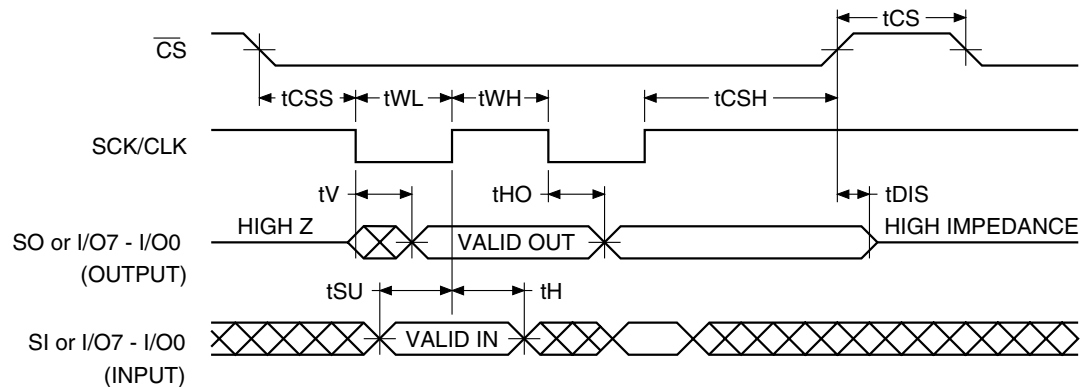 tCS
CS
tCSS tWL tWH tCSH
SCK/CLK
tV tHO tDIS
HIGH Z VALID OUT HIGH IMPEDANCE
SO or I/O7 - I/O0
(OUTPUT)
tSU tH
SI or I/O7 - I/O0 VALID IN
(INPUT)